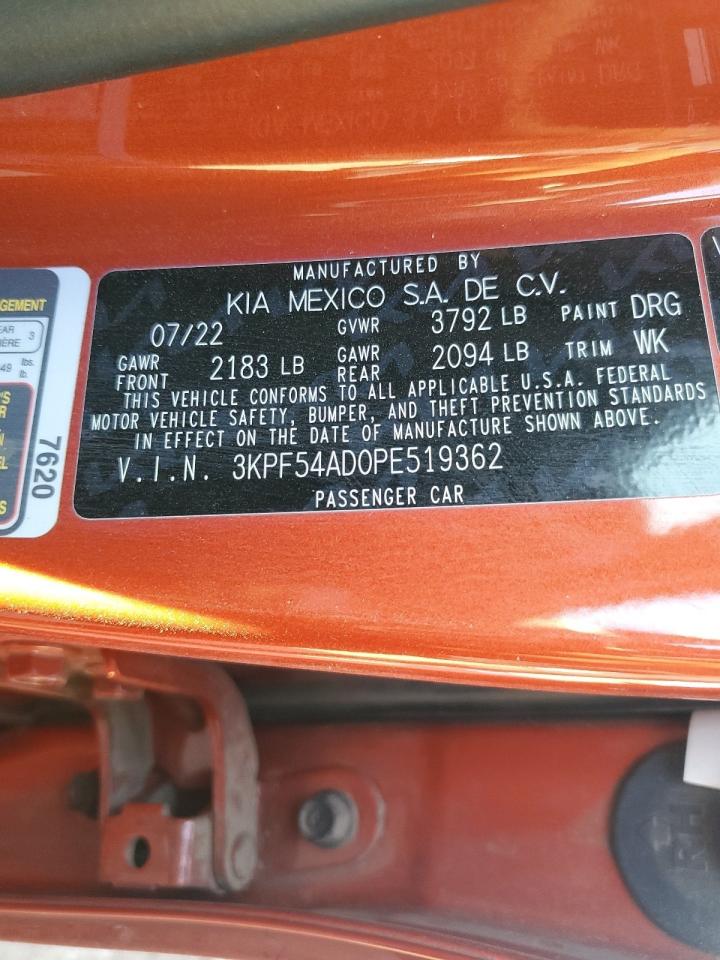 MANUFACTURED BY
KIA MEXICO S.A. DE C.V.
07/22 GVWR 3792 LB PAINT DRG
GAWR FRONT 2183 LB GAWR REAR 2094 LB TRIM WK
THIS VEHICLE CONFORMS TO ALL APPLICABLE U.S.A. FEDERAL
MOTOR VEHICLE SAFETY, BUMPER, AND THEFT PREVENTION STANDARDS
IN EFFECT ON THE DATE OF MANUFACTURE SHOWN ABOVE.
V.I.N. 3KPF54AD0PE519362
PASSENGER CAR
7620
RH